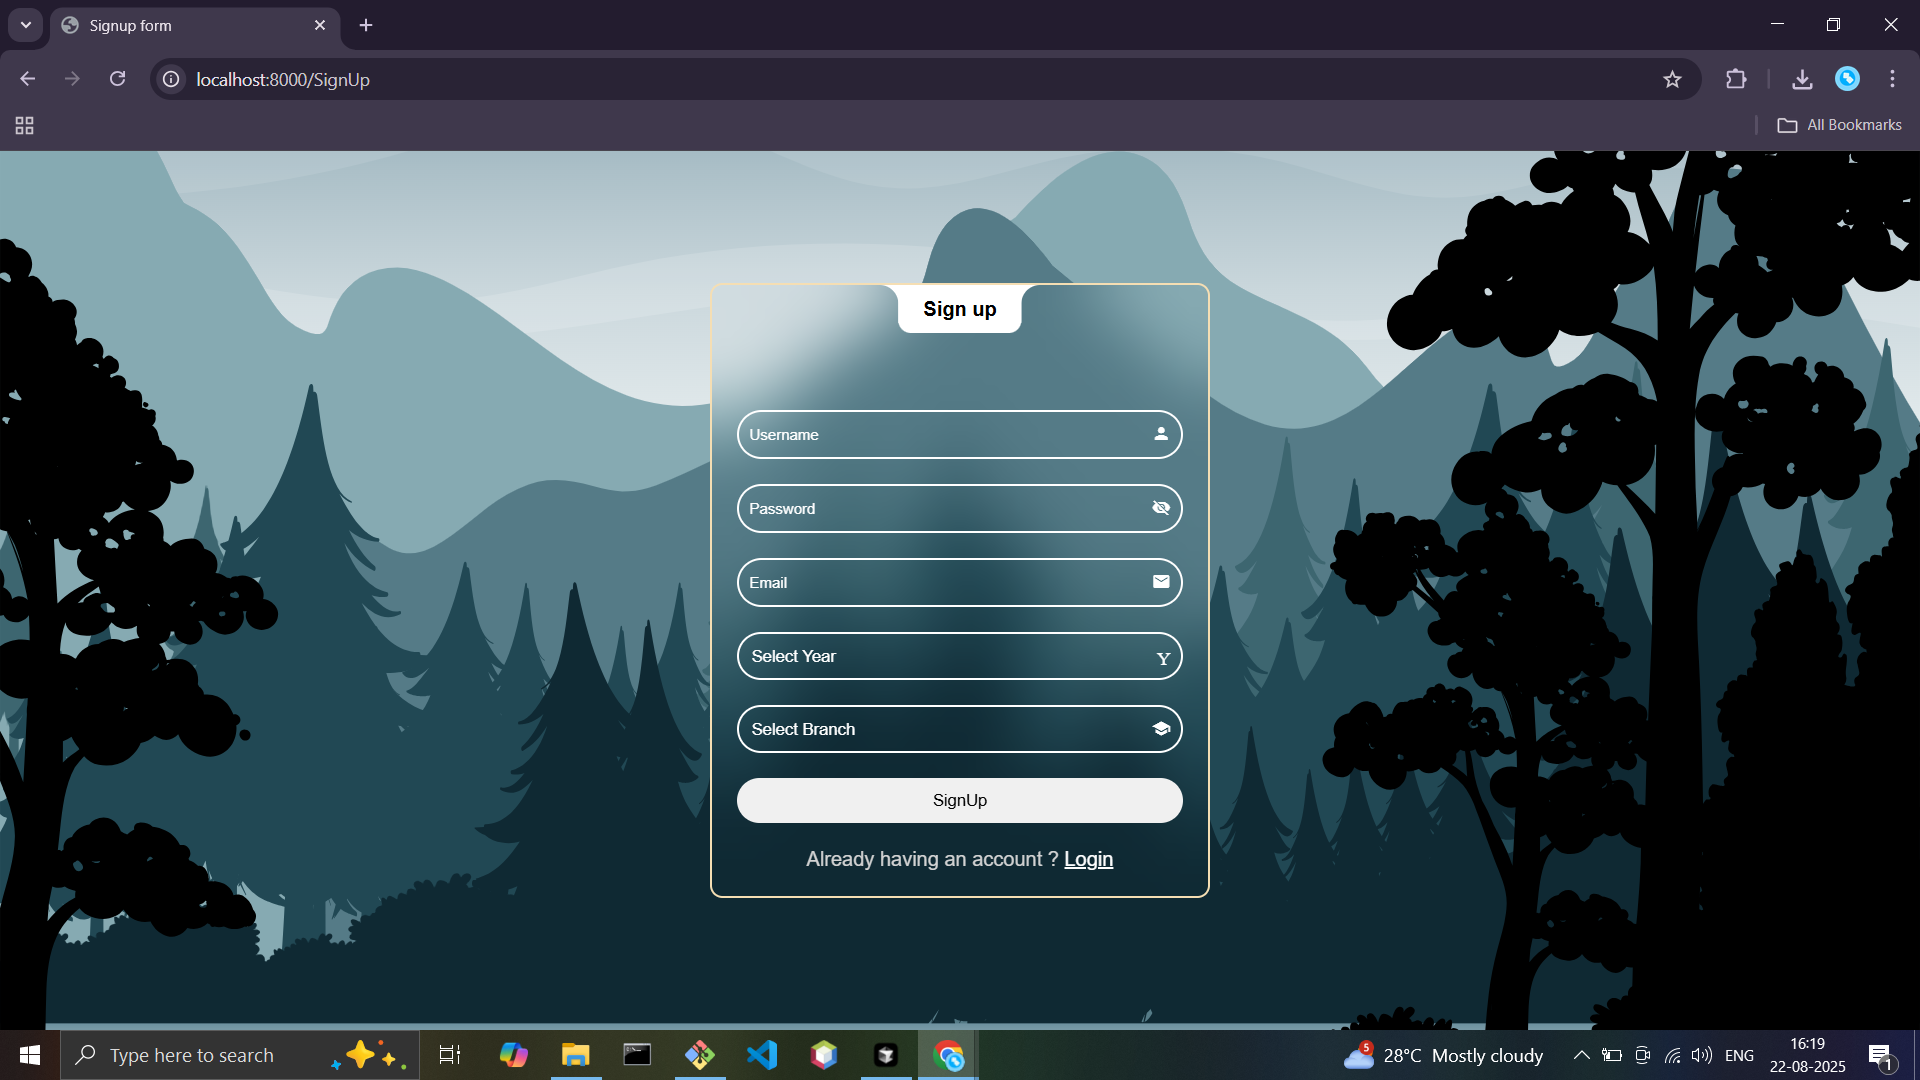 Signup form
localhost:8000/SignUp
All Bookmarks
Sign up
Username
Password
Email
Select Year
Y
Select Branch
SignUp
Already having an account ? Login
Type here to search
5
28°C Mostly cloudy
ENG
16:19
22-08-2025
1